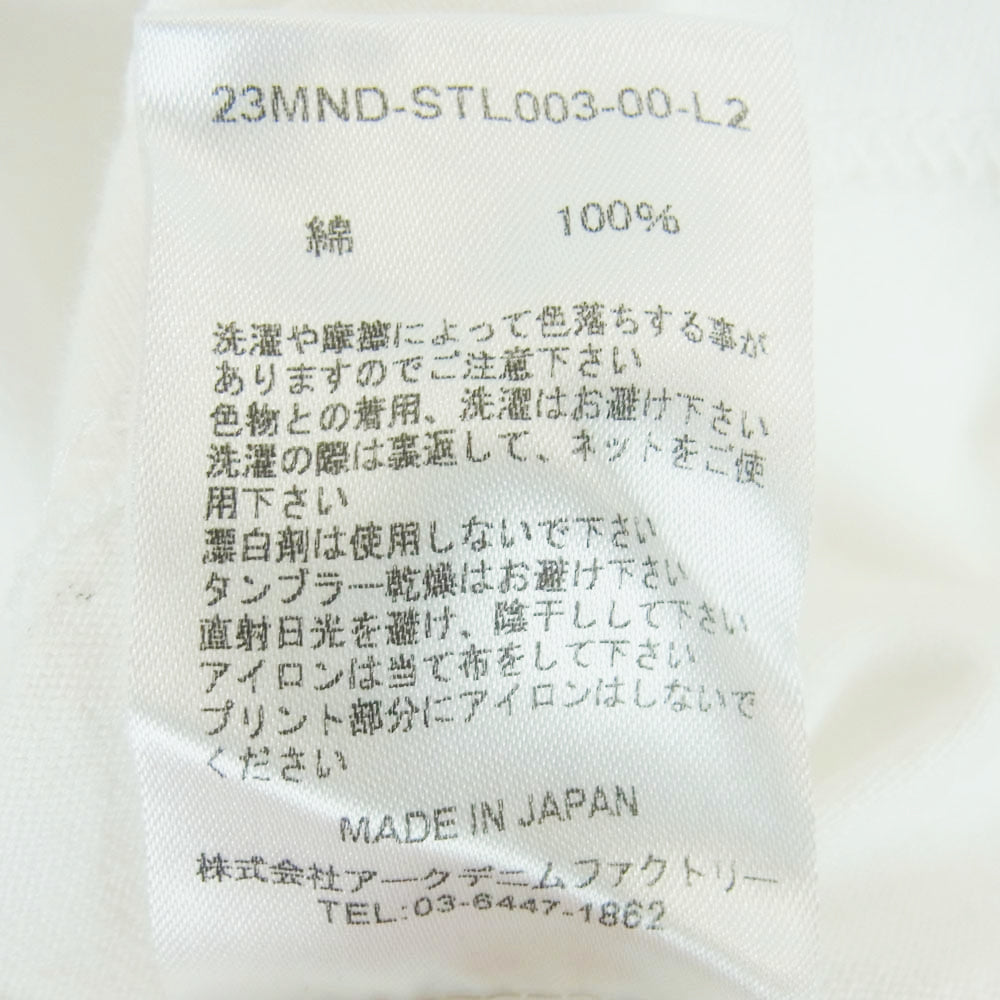 23MND-STL003-00-L2
綿 100%
洗濯や摩擦によって色落ちする事が
ありますのでご注意下さい
色物との着用、洗濯はお避け下さい
洗濯の際は裏返して、ネットをご使
用下さい
漂白剤は使用しないで下さい
タンブラー乾燥はお避け下さい
直射日光を避け、陰干しして下さい
アイロンは当て布をして下さい
プリント部分にアイロンはしないで
ください
MADE IN JAPAN
株式会社アークデニムファクトリー
TEL:03-6447-1862